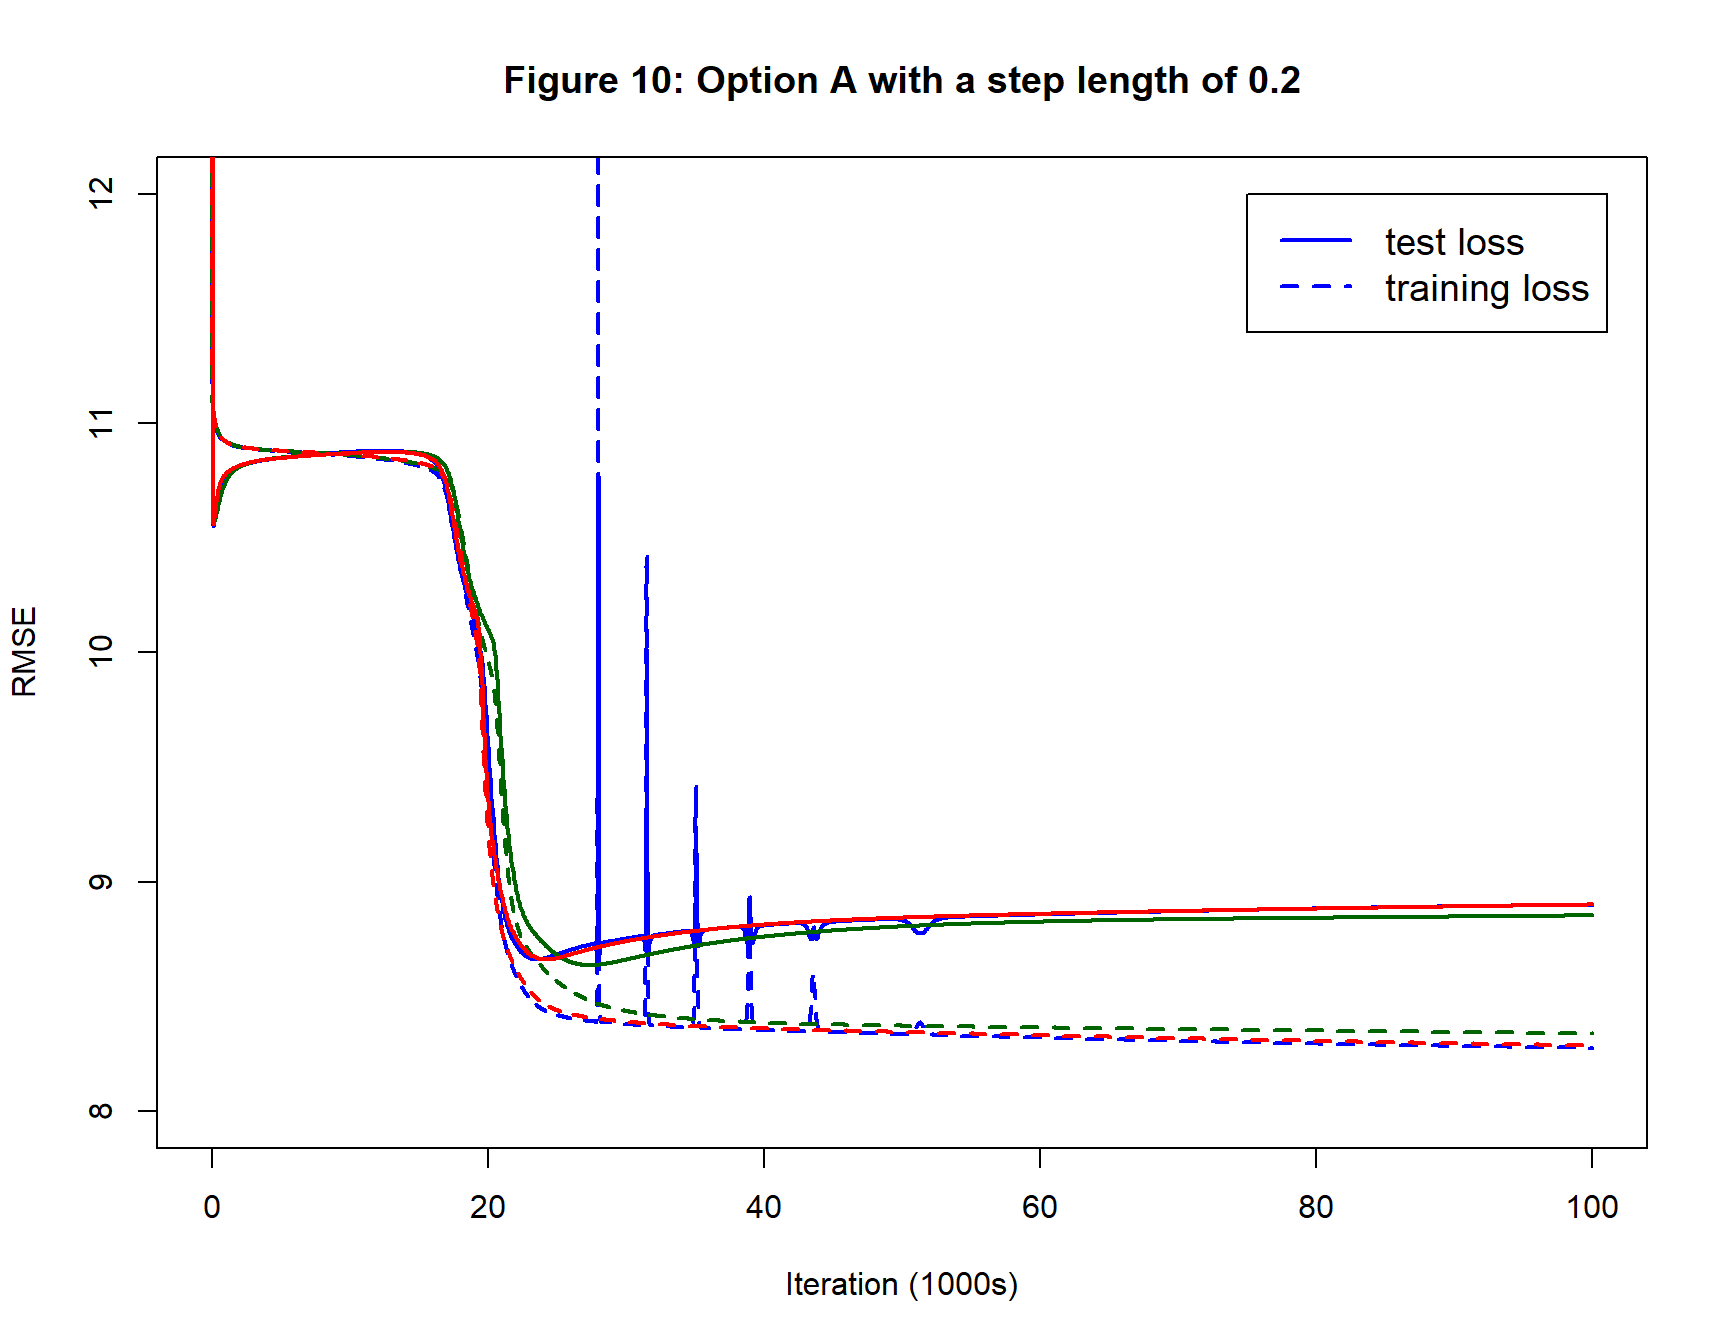 Figure 10: Option A with a step length of 0.2
test loss
training loss
12
11
10
9
8
RMSE
0 20 40 60 80 100
Iteration (1000s)